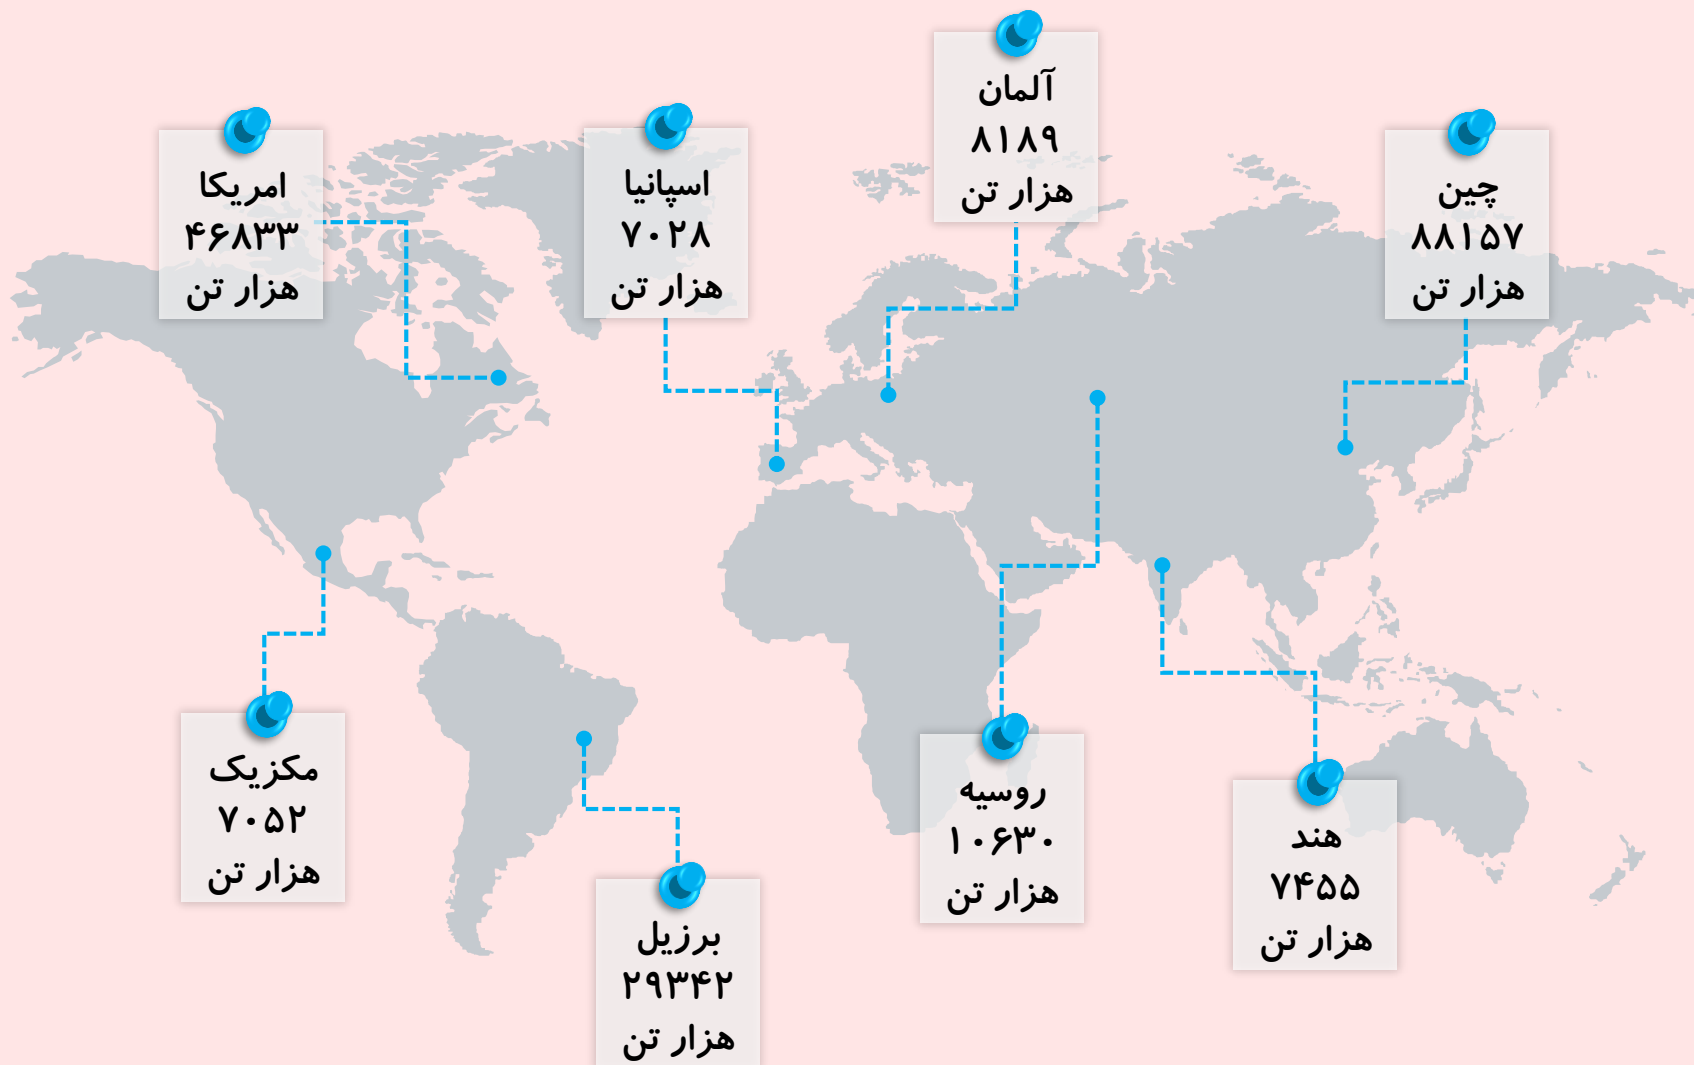 آلمان
۸۱۸۹
هزار تن
چین
۸۸۱۵۷
هزار تن
اسپانیا
۷۰۲۸
هزار تن
امریکا
۴۶۸۳۳
هزار تن
مکزیک
۷۰۵۲
هزار تن
روسیه
۱۰۶۳۰
هزار تن
هند
۷۴۵۵
هزار تن
برزیل
۲۹۳۴۲
هزار تن